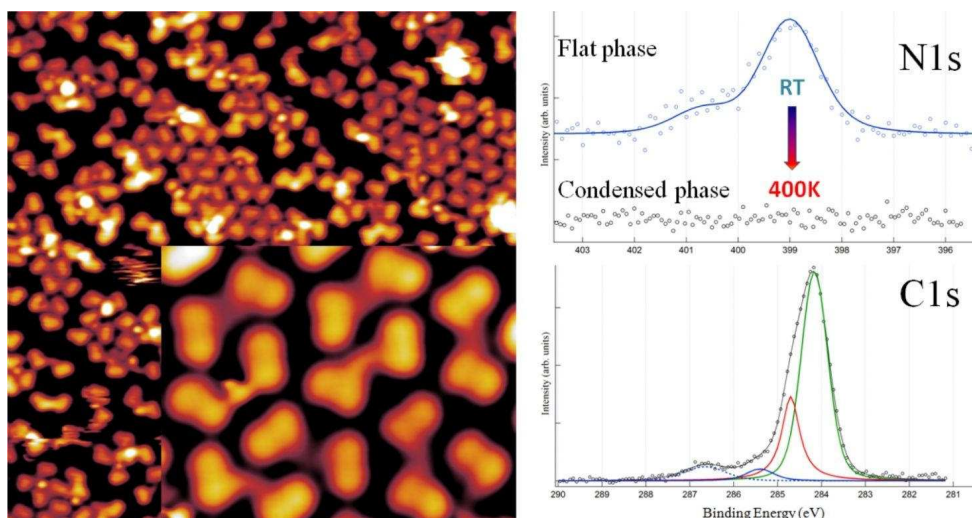 Flat phase
N1s
RT
Condensed phase
400K
Intensity (arb. units)
403 402 401 400 399 398 397 396
C1s
Intensity (arb. units)
290 289 288 287 286 285 284 283 282 281
Binding Energy (eV)